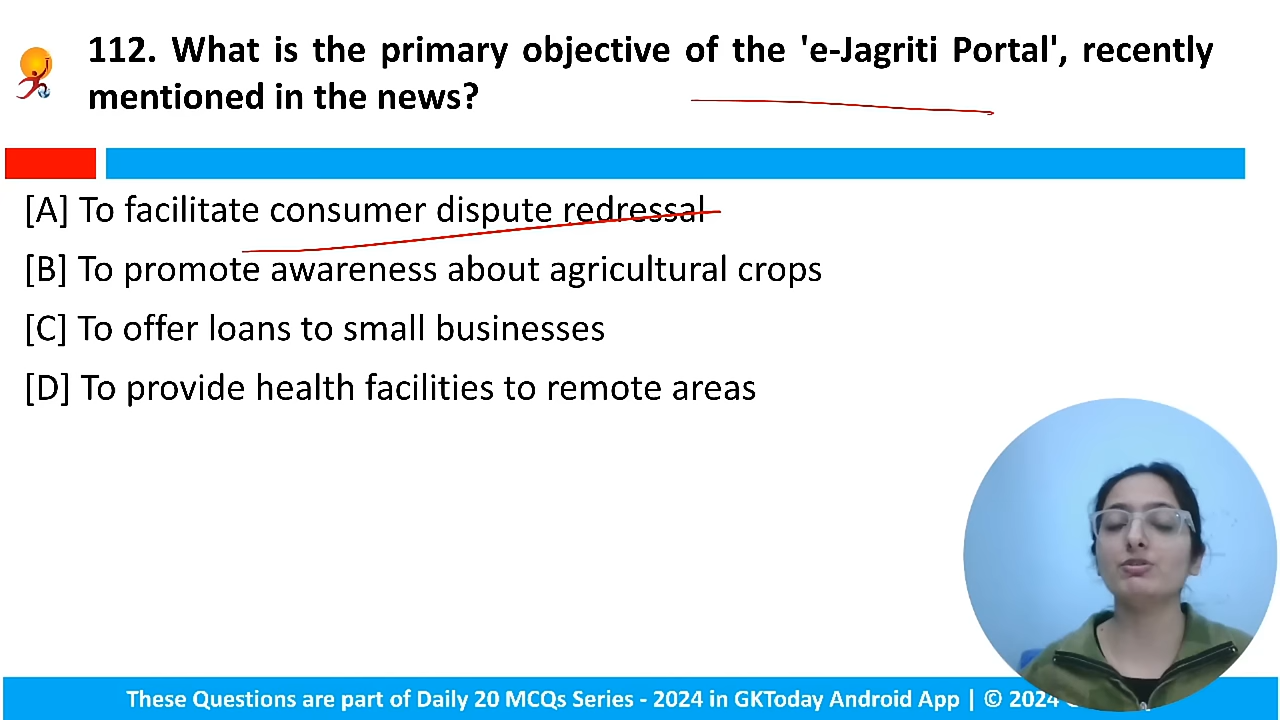 112. What is the primary objective of the 'e-Jagriti Portal', recently
mentioned in the news?
[A] To facilitate consumer dispute redressal
[B] To promote awareness about agricultural crops
[C] To offer loans to small businesses
[D] To provide health facilities to remote areas
These Questions are part of Daily 20 MCQs Series - 2024 in GKToday Android App | © 2024